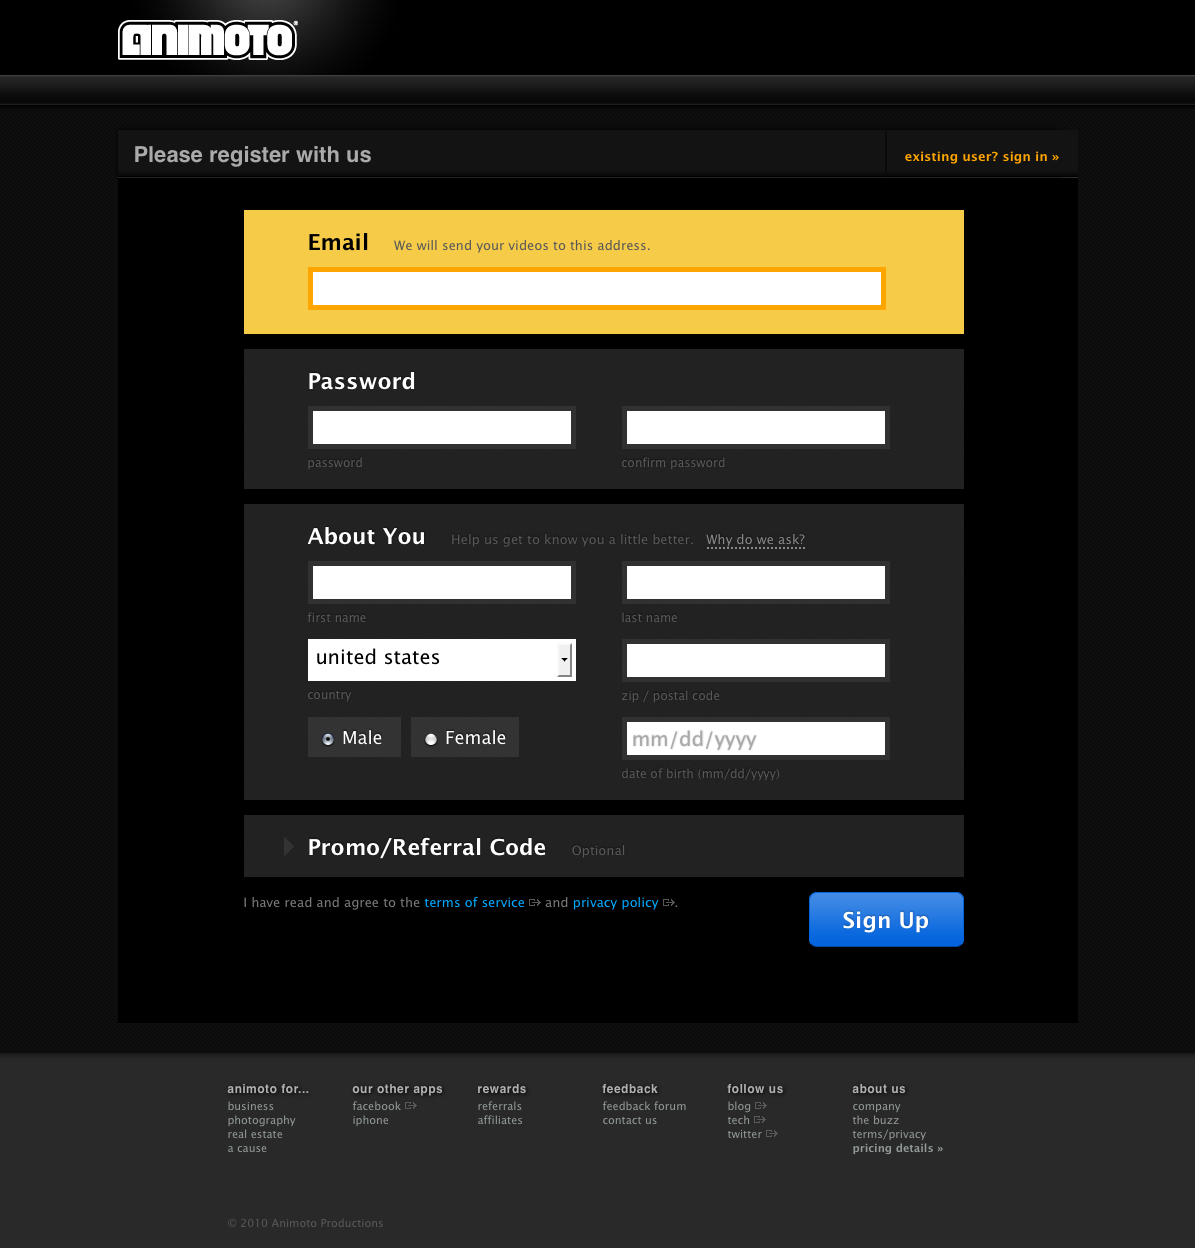 ANIMOTO
Please register with us
existing user? sign in »
Email We will send your videos to this address.
Password
password confirm password
About You Help us get to know you a little better. Why do we ask?
first name last name
united states
country zip / postal code
Male Female mm/dd/yyyy
date of birth (mm/dd/yyyy)
Promo/Referral Code Optional
I have read and agree to the terms of service and privacy policy .
Sign Up
animoto for... our other apps rewards feedback follow us about us
business facebook referrals feedback forum blog company
photography iphone affiliates contact us tech the buzz
real estate twitter terms/privacy
a cause pricing details »
© 2010 Animoto Productions